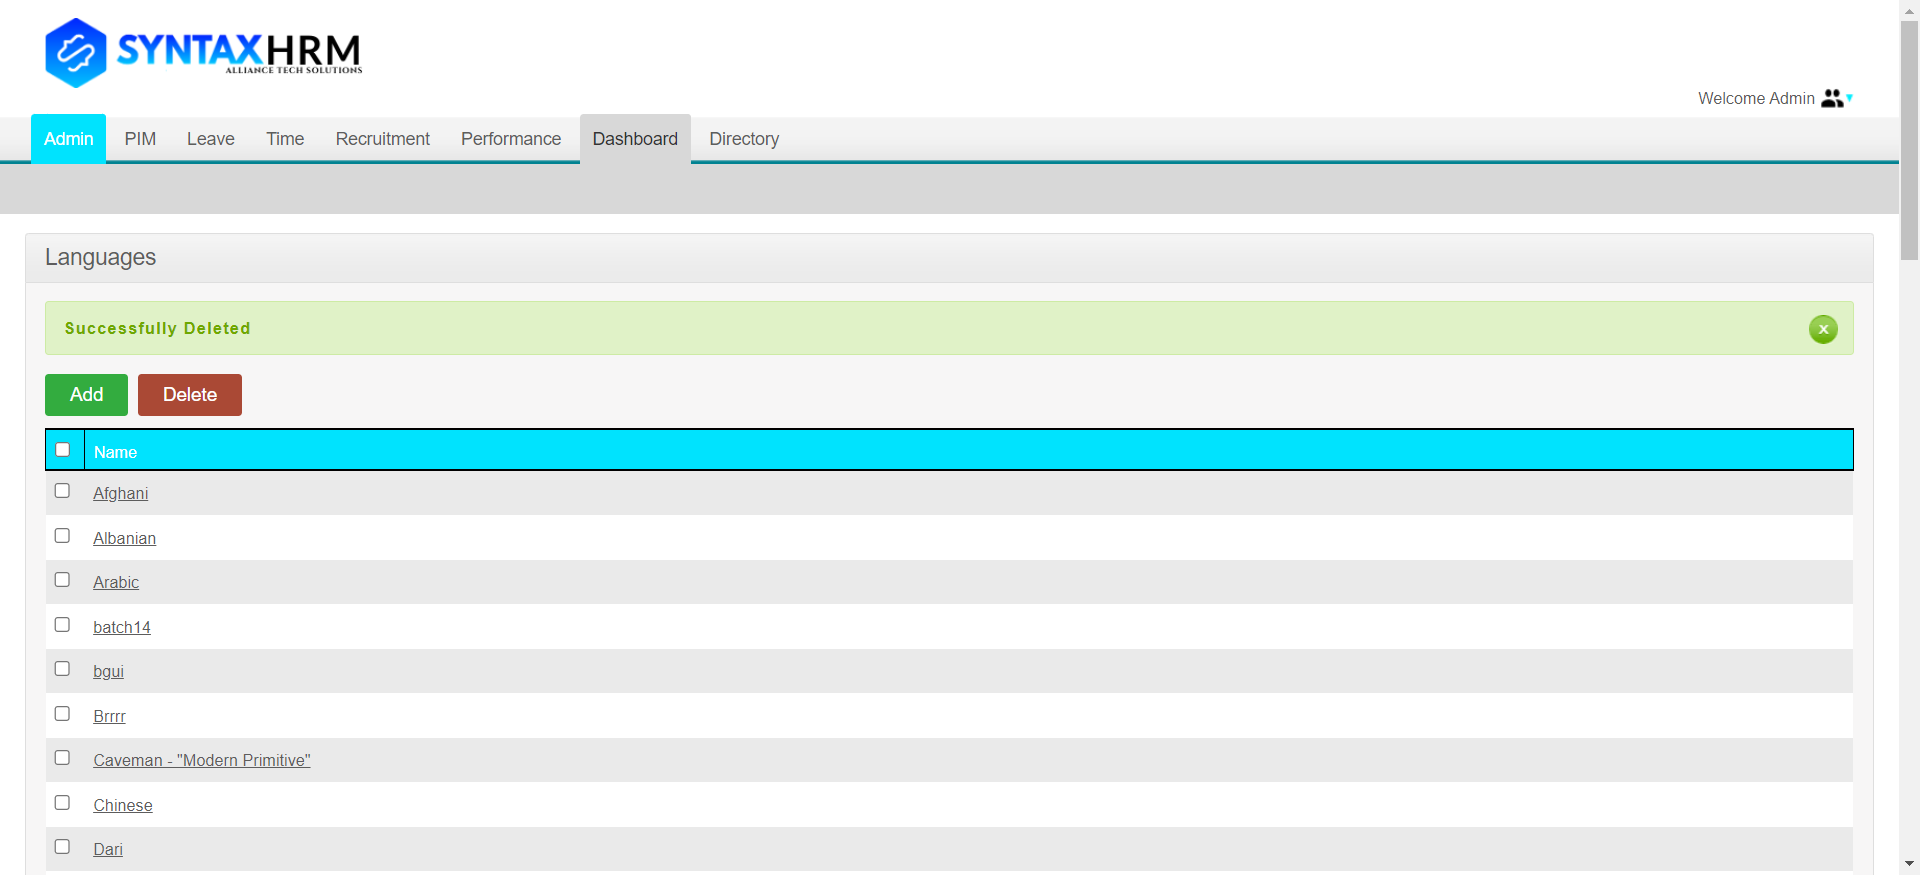 SYNTAXHRM
ALLIANCE TECH SOLUTIONS
Welcome Admin
Admin PIM Leave Time Recruitment Performance Dashboard Directory
Languages
Successfully Deleted
x
Add Delete
Name
Afghani
Albanian
Arabic
batch14
bgui
Brrrr
Caveman - "Modern Primitive"
Chinese
Dari